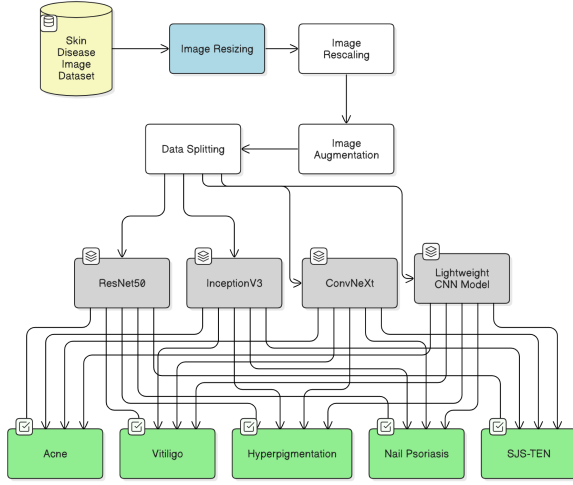 Skin
Disease
Image
Dataset
Image Resizing
Image
Rescaling
Data Splitting
Image
Augmentation
ResNet50
InceptionV3
ConvNeXt
Lightweight
CNN Model
Acne
Vitiligo
Hyperpigmentation
Nail Psoriasis
SJS-TEN